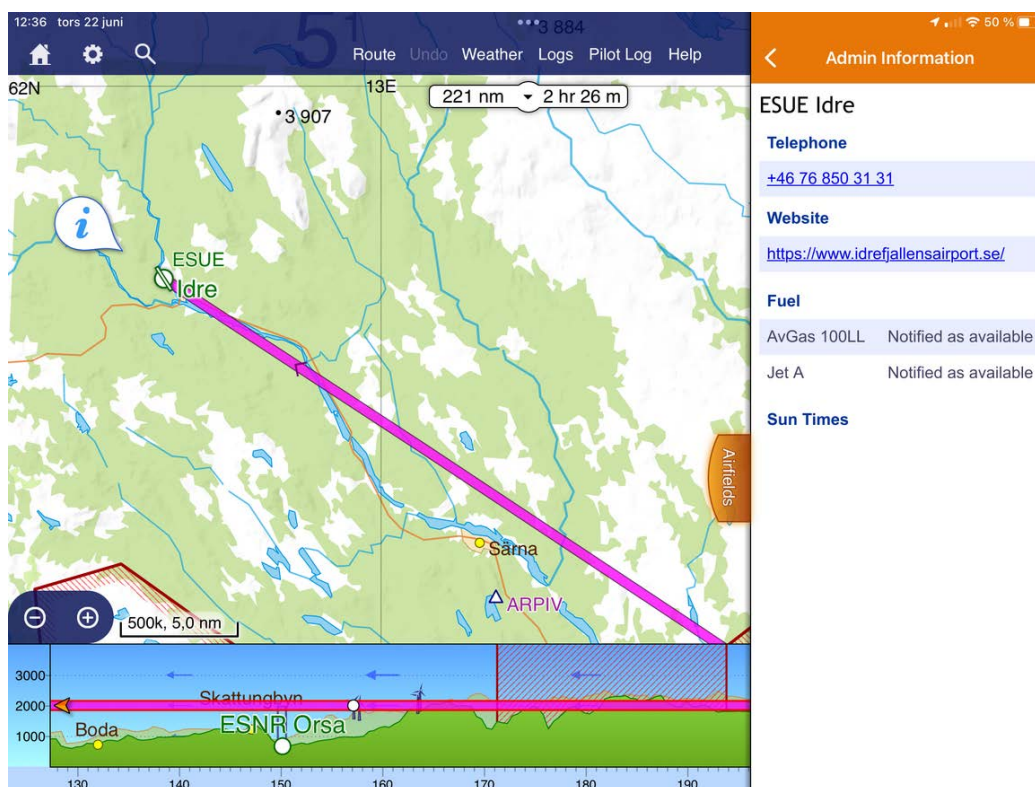 12:36 tors 22 juni
50 %
3 884
51
Route Undo Weather Logs Pilot Log Help
Admin Information
62N
13E
221 nm 2 hr 26 m
3 907
i
ESUE
Idre
Särna
ARPIV
Airfields
500k, 5,0 nm
ESUE Idre
Telephone
+46 76 850 31 31
Website
https://www.idrefjallensairport.se/
Fuel
AvGas 100LL Notified as available
Jet A Notified as available
Sun Times
3000
2000
1000
Skattungbyn
ESNR Orsa
Boda
130 140 150 160 170 180 190